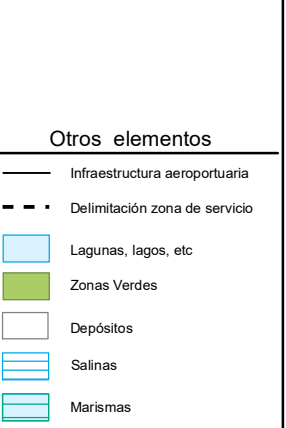 Otros elementos
Infraestructura aeroportuaria
Delimitación zona de servicio
Lagunas, lagos, etc
Zonas Verdes
Depósitos
Salinas
Marismas